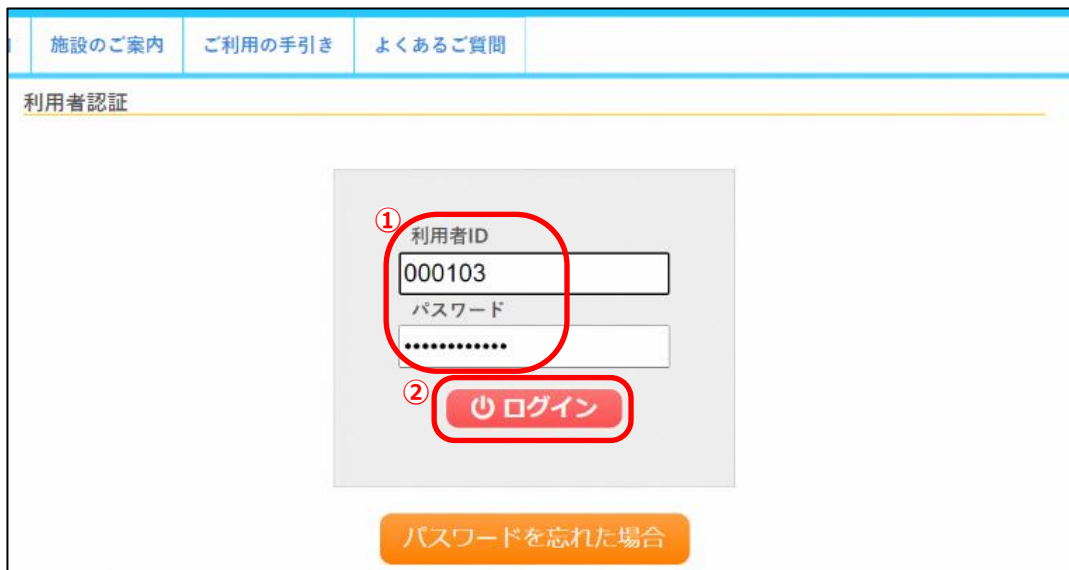 施設のご案内 ご利用の手引き よくあるご質問
利用者認証
①
利用者ID
000103
パスワード
••••••••••••
② ログイン
パスワードを忘れた場合